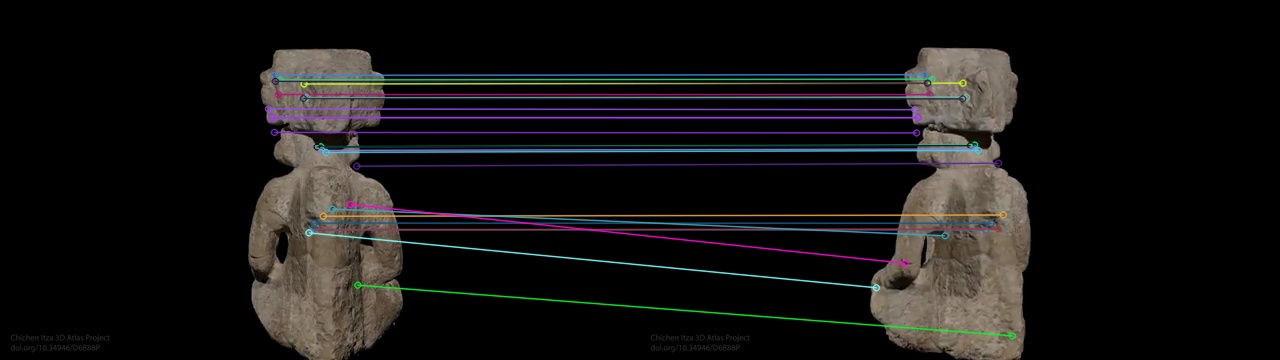 Chichen Itza 3D Atlas Project
doi.org/10.34946/D6B88P
Chichen Itza 3D Atlas Project
doi.org/10.34946/D6B88P